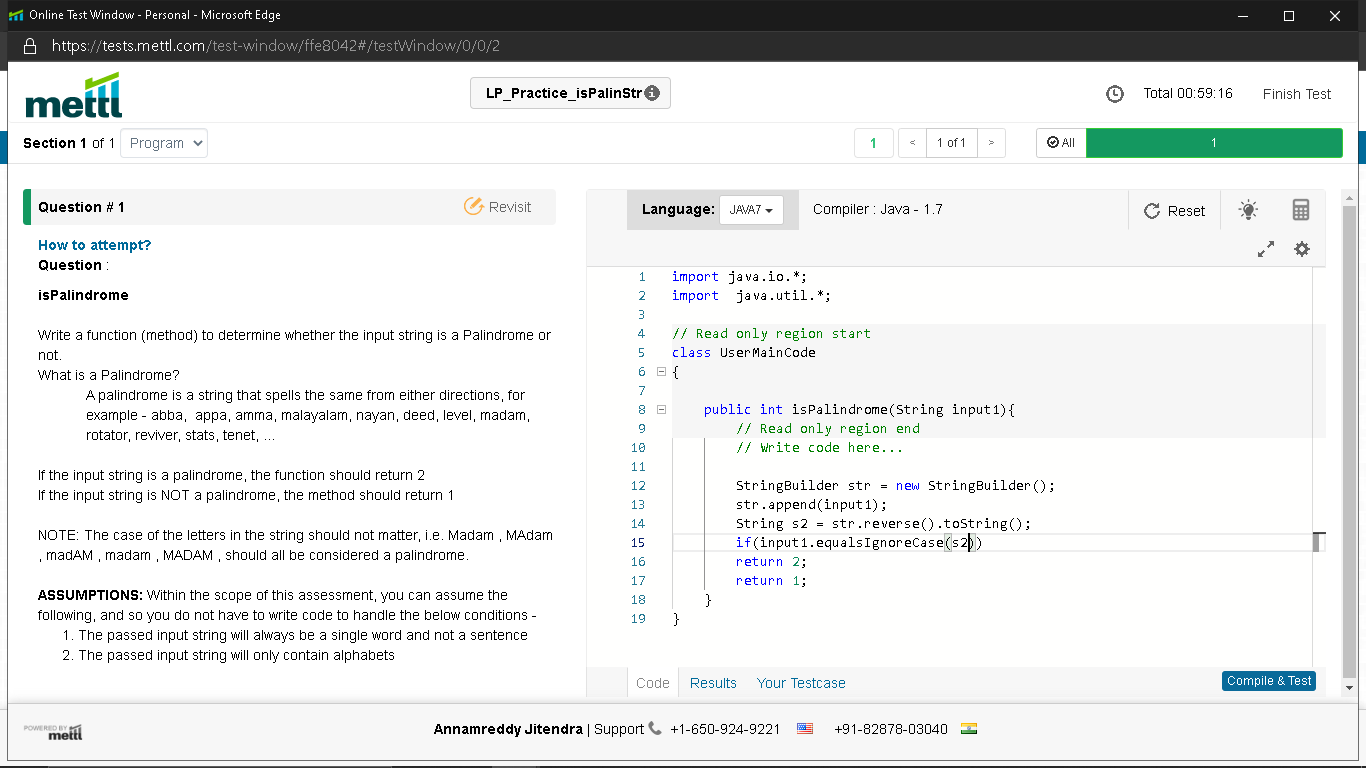 Online Test Window - Personal - Microsoft Edge
https://tests.mettl.com/test-window/ffe8042#/testWindow/0/0/2
mettl
LP_Practice_isPalinStr
Total 00:59:16
Finish Test
Section 1 of 1
Program
1
<
1 of 1
>
All
1
Question # 1
Revisit
How to attempt?
Question :
isPalindrome
Write a function (method) to determine whether the input string is a Palindrome or
not.
What is a Palindrome?
A palindrome is a string that spells the same from either directions, for
example - abba,  appa, amma, malayalam, nayan, deed, level, madam,
rotator, reviver, stats, tenet, ...
If the input string is a palindrome, the function should return 2
If the input string is NOT a palindrome, the method should return 1
NOTE: The case of the letters in the string should not matter, i.e. Madam , MAdam
, madAM , madam , MADAM , should all be considered a palindrome.
ASSUMPTIONS: Within the scope of this assessment, you can assume the
following, and so you do not have to write code to handle the below conditions -
1. The passed input string will always be a single word and not a sentence
2. The passed input string will only contain alphabets
Language:
JAVA7
Compiler : Java - 1.7
Reset
1 import java.io.*;
2 import  java.util.*;
3
4 // Read only region start
5 class UserMainCode
6 {
7
8 public int isPalindrome(String input1){
9 // Read only region end
10 // Write code here...
11
12 StringBuilder str = new StringBuilder();
13 str.append(input1);
14 String s2 = str.reverse().toString();
15 if(input1.equalsIgnoreCase(s2))
16 return 2;
17 return 1;
18 }
19 }
Code
Results
Your Testcase
Compile & Test
POWERED BY
mettl
Annamreddy Jitendra | Support +1-650-924-9221 +91-82878-03040